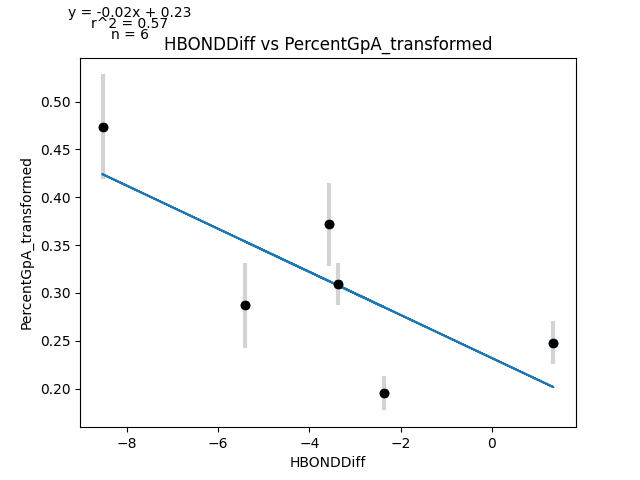 y = -0.02x + 0.23
r^2 = 0.57
n = 6
HBONDDiff vs PercentGpA_transformed
PercentGpA_transformed
0.50
0.45
0.40
0.35
0.30
0.25
0.20
−8
−6
−4
−2
0
HBONDDiff